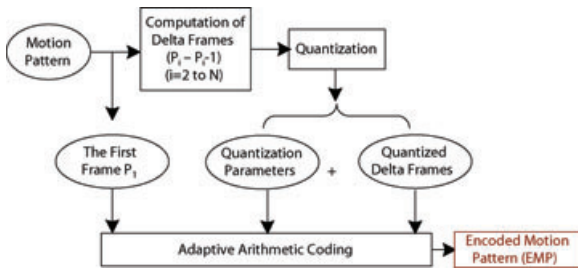 Motion
Pattern
Computation of
Delta Frames
(Pᵢ – Pᵢ-1)
(i=2 to N)
Quantization
The First
Frame P₁
Quantization
Parameters
+
Quantized
Delta Frames
Adaptive Arithmetic Coding
Encoded Motion
Pattern (EMP)